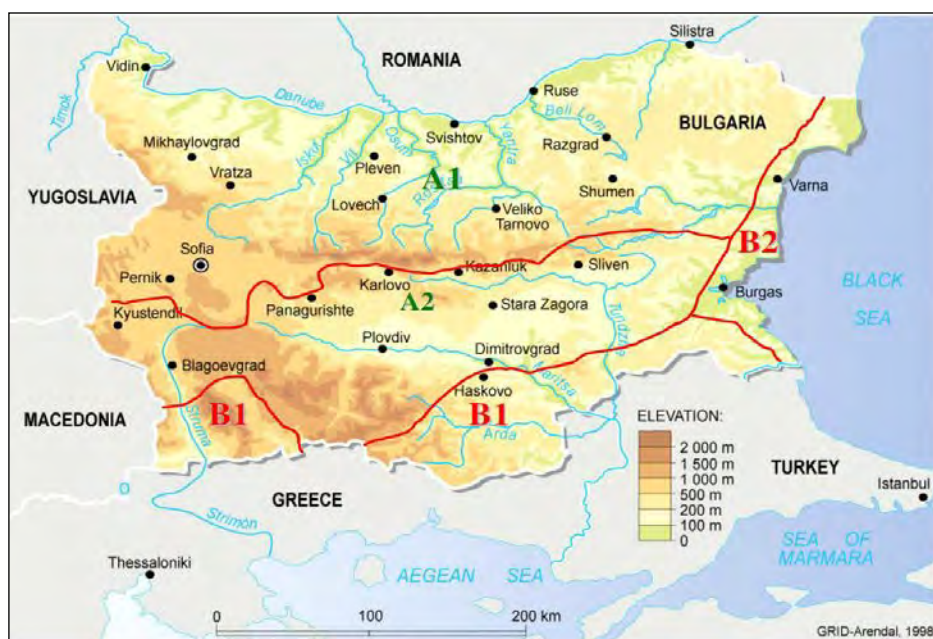 Silistra
ROMANIA
Vidin
Ruse
Timok
Danube
Beli Lom
Svishtov
Yantra
BULGARIA
Mikhaylovgrad
Iskur
Vit
Osum
Pleven
Razgrad
A1
Vratza
Shumen
Varna
YUGOSLAVIA
Lovech
Rositsa
Veliko
Tarnovo
Sofia
B2
Pernik
Karlovo
Kazanluk
Sliven
BLACK
SEA
Kyustendil
Panagurishte
A2
Stara Zagora
Burgas
Tundzha
Plovdiv
Dimitrovgrad
Blagoevgrad
Maritsa
Haskovo
MACEDONIA
Struma
B1
B1
Arda
ELEVATION:
2 000 m
1 500 m
1 000 m
500 m
200 m
100 m
0
TURKEY
Istanbul
GREECE
Strimon
SEA OF
MARMARA
Thessaloniki
AEGEAN SEA
0 100 200 km
GRID-Arendal, 1998